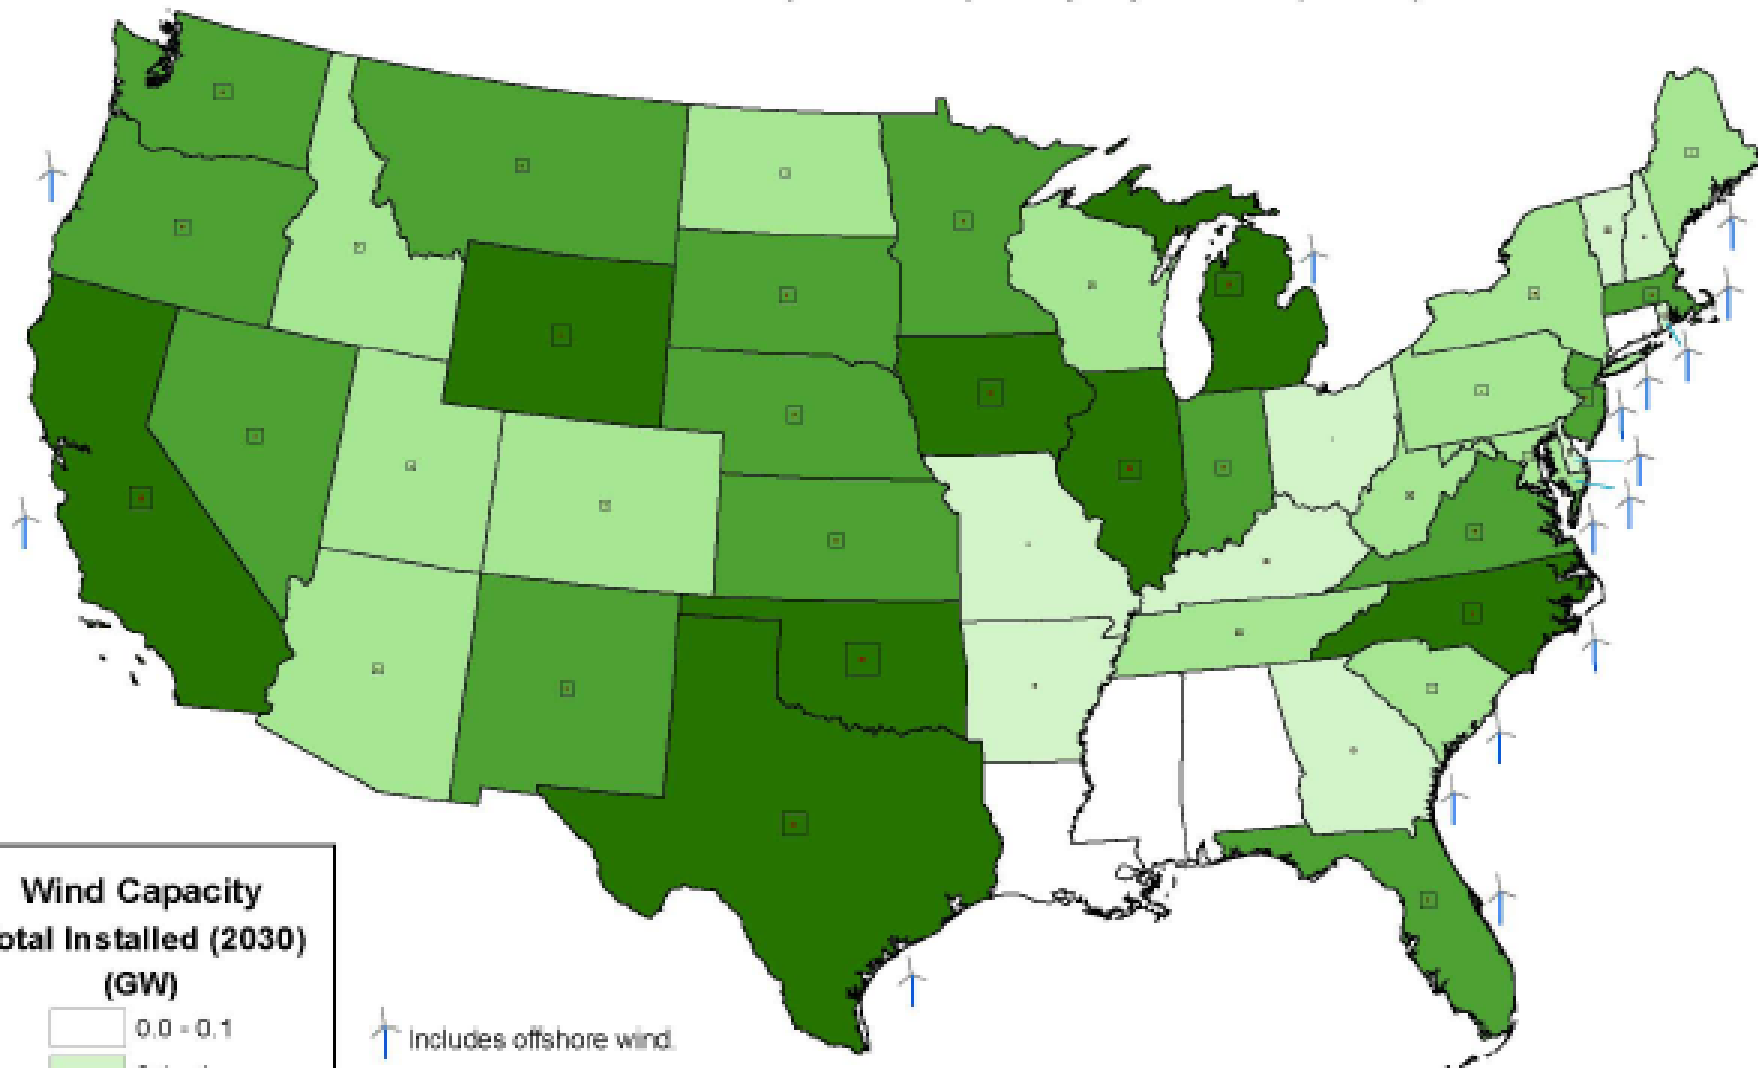 Wind Capacity
otal Installed (2030)
(GW)
0.0 - 0.1
Includes offshore wind.